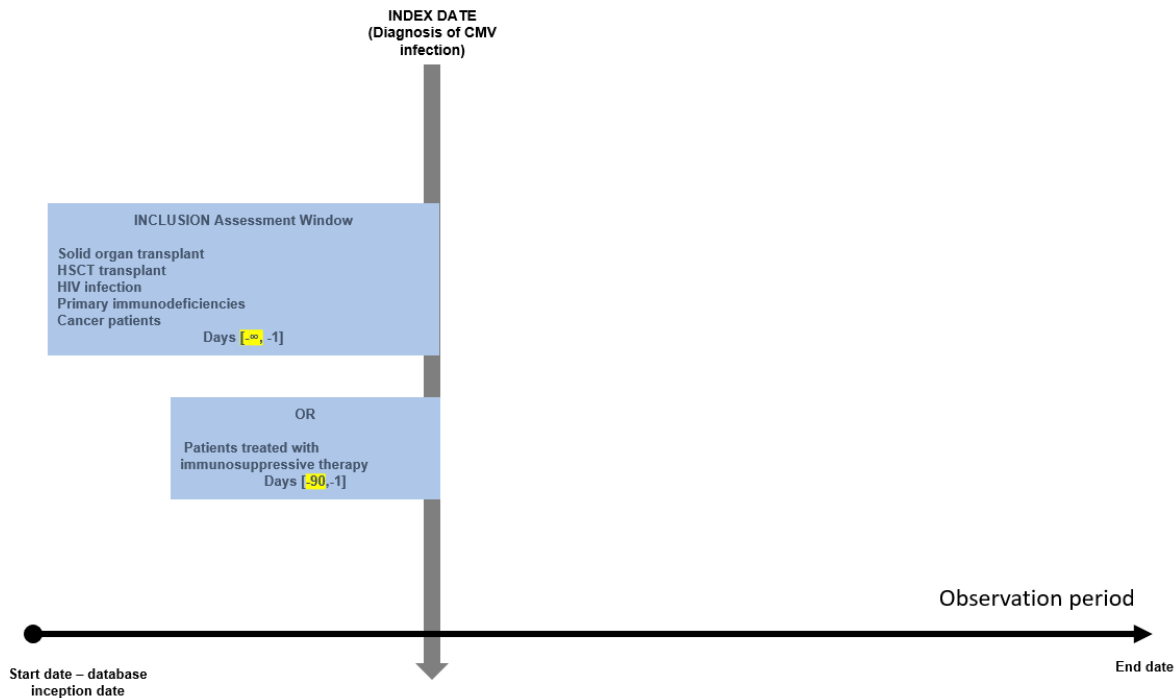 INDEX DATE
(Diagnosis of CMV
infection)
INCLUSION Assessment Window
Solid organ transplant
HSCT transplant
HIV infection
Primary immunodeficiencies
Cancer patients
Days [-∞, -1]
OR
Patients treated with
immunosuppressive therapy
Days [-90,-1]
Observation period
Start date – database
inception date
End date